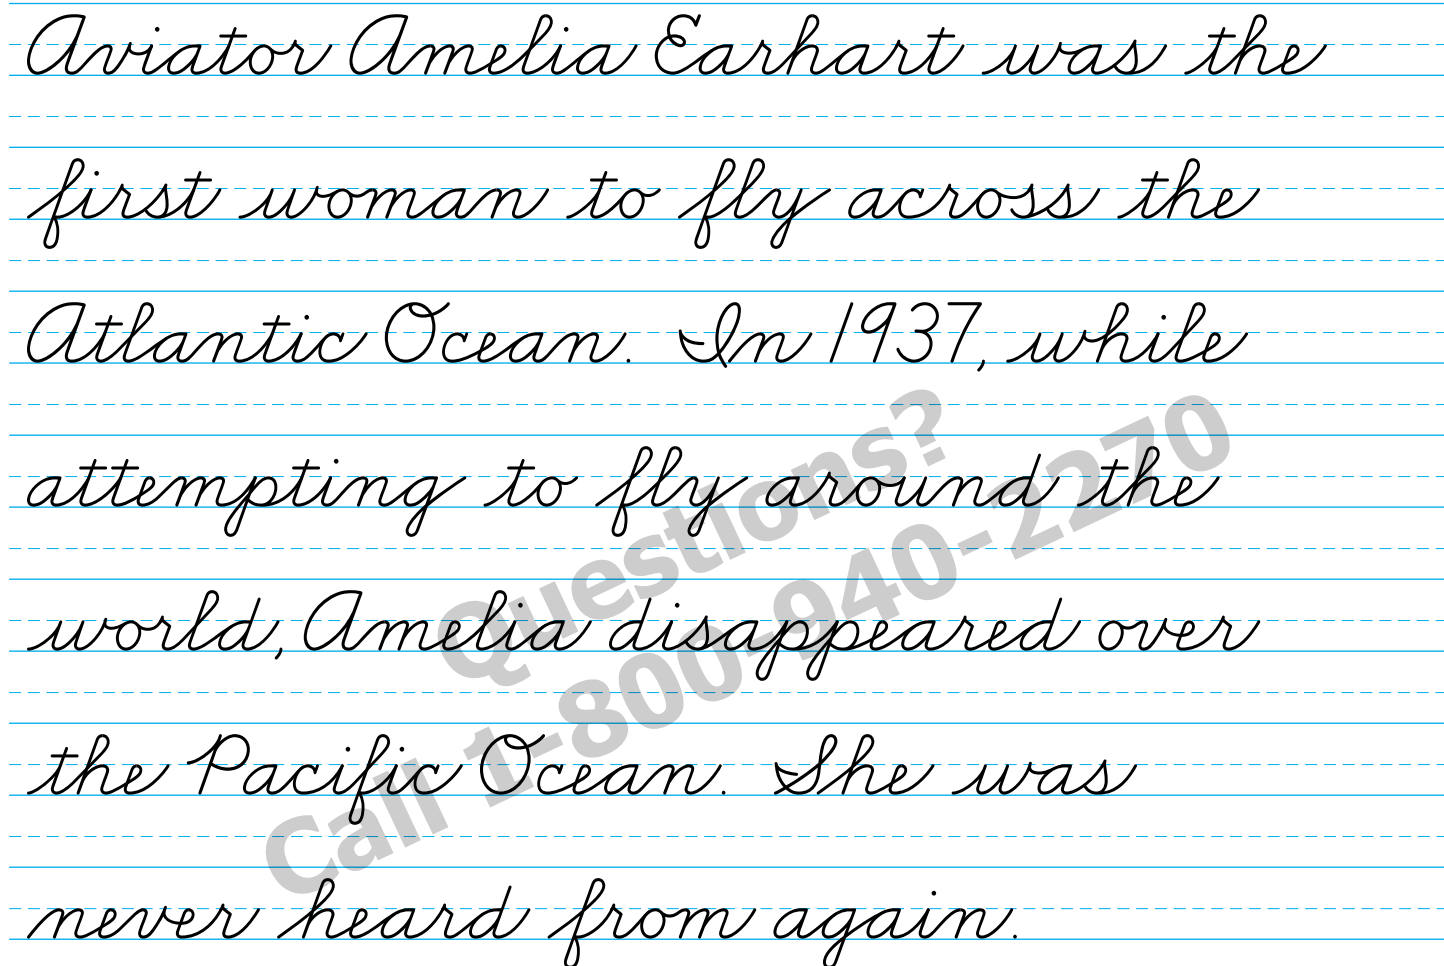 Aviator Amelia Earhart was the
first woman to fly across the
Atlantic Ocean. In 1937, while
attempting to fly around the
world, Amelia disappeared over
the Pacific Ocean. She was
never heard from again.
Questions?
Call 1-800-940-2270